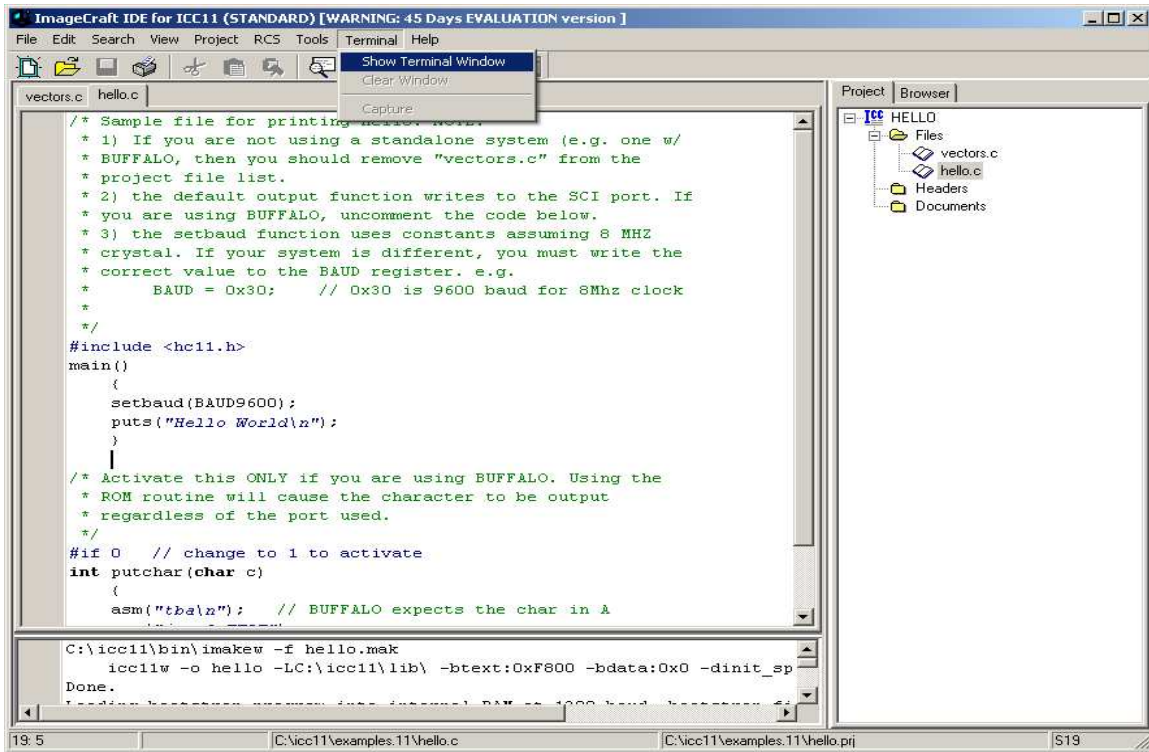 ImageCraft IDE for ICC11 (STANDARD) [WARNING: 45 Days EVALUATION version ]
File Edit Search View Project RCS Tools Terminal Help
Show Terminal Window
Clear Window
Capture
vectors.c hello.c
/* Sample file for printing
* 1) If you are not using a standalone system (e.g. one w/
* BUFFALO, then you should remove "vectors.c" from the
* project file list.
* 2) the default output function writes to the SCI port. If
* you are using BUFFALO, uncomment the code below.
* 3) the setbaud function uses constants assuming 8 MHZ
* crystal. If your system is different, you must write the
* correct value to the BAUD register. e.g.
* BAUD = 0x30; // 0x30 is 9600 baud for 8Mhz clock
*
*/
#include <hc11.h>
main()
{
setbaud(BAUD9600);
puts("Hello World\n");
}
/* Activate this ONLY if you are using BUFFALO. Using the
* ROM routine will cause the character to be output
* regardless of the port used.
*/
#if 0 // change to 1 to activate
int putchar(char c)
{
asm("tba\n"); // BUFFALO expects the char in A
Project Browser
ICC HELLO
Files
vectors.c
hello.c
Headers
Documents
C:\icc11\bin\imakew -f hello.mak
icc11w -o hello -LC:\icc11\lib\ -btext:0xF800 -bdata:0x0 -dinit_sp
Done.
19: 5 C:\icc11\examples.11\hello.c C:\icc11\examples.11\hello.prj S19